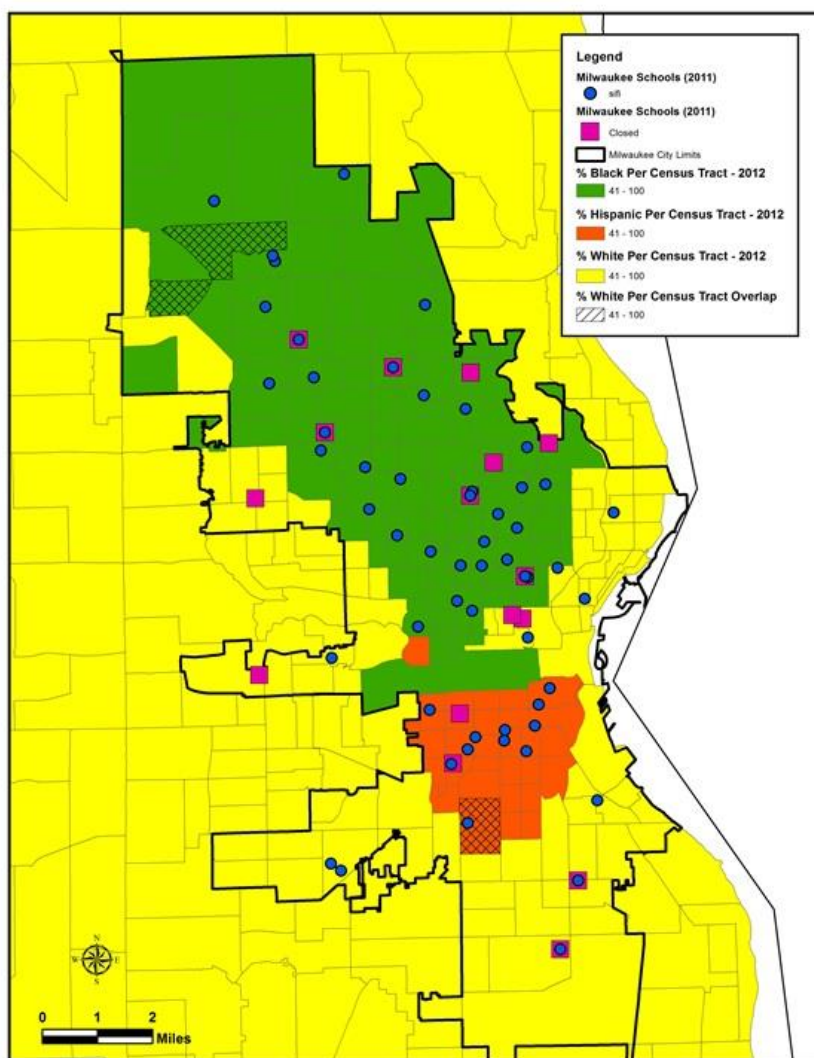 Legend
Milwaukee Schools (2011)
sifi
Milwaukee Schools (2011)
Closed
Milwaukee City Limits
% Black Per Census Tract - 2012
41 - 100
% Hispanic Per Census Tract - 2012
41 - 100
% White Per Census Tract - 2012
41 - 100
% White Per Census Tract Overlap
41 - 100
N
W
E
S
0 1 2
Miles